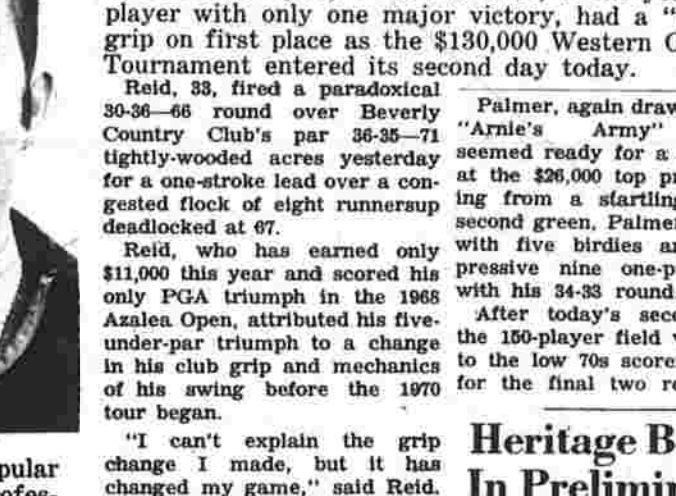 player with only one major victory, had a "
grip on first place as the $130,000 Western
Tournament entered its second day today.
Reid, 33, fired a paradoxical
30-36—66 round over Beverly
Country Club's par 36-35—71
tightly-wooded acres yesterday
for a one-stroke lead over a con-
gested flock of eight runnersup
deadlocked at 67.
Reid, who has earned only
$11,000 this year and scored his
only PGA triumph in the 1968
Azalea Open, attributed his five-
under-par triumph to a change
in his club grip and mechanics
of his swing before the 1970
tour began.
"I can't explain the grip
change I made, but it has
changed my game," said Reid.
Palmer, again draw
"Arnie's Army"
seemed ready for a
at the $26,000 top pr
ing from a startling
second green, Palmer
with five birdies a
pressive nine one-p
with his 34-33 round
After today's sec
the 150-player field
to the low 70s score
for the final two r
Heritage B
In Prelimi
pular
ofes-